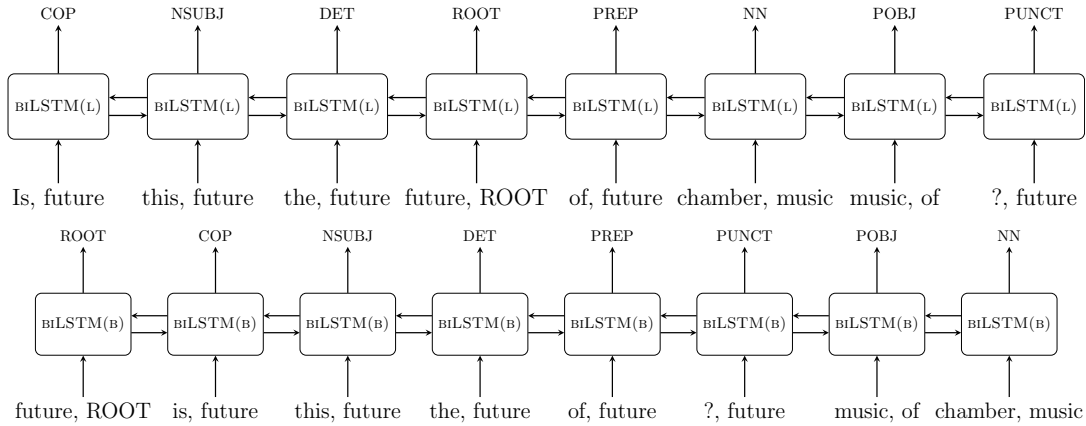 COP NSUBJ DET ROOT PREP NN POBJ PUNCT
BILSTM(L) BILSTM(L) BILSTM(L) BILSTM(L) BILSTM(L) BILSTM(L) BILSTM(L) BILSTM(L)
Is, future this, future the, future future, ROOT of, future chamber, music music, of ?, future
ROOT COP NSUBJ DET PREP PUNCT POBJ NN
BILSTM(B) BILSTM(B) BILSTM(B) BILSTM(B) BILSTM(B) BILSTM(B) BILSTM(B) BILSTM(B)
future, ROOT is, future this, future the, future of, future ?, future music, of chamber, music